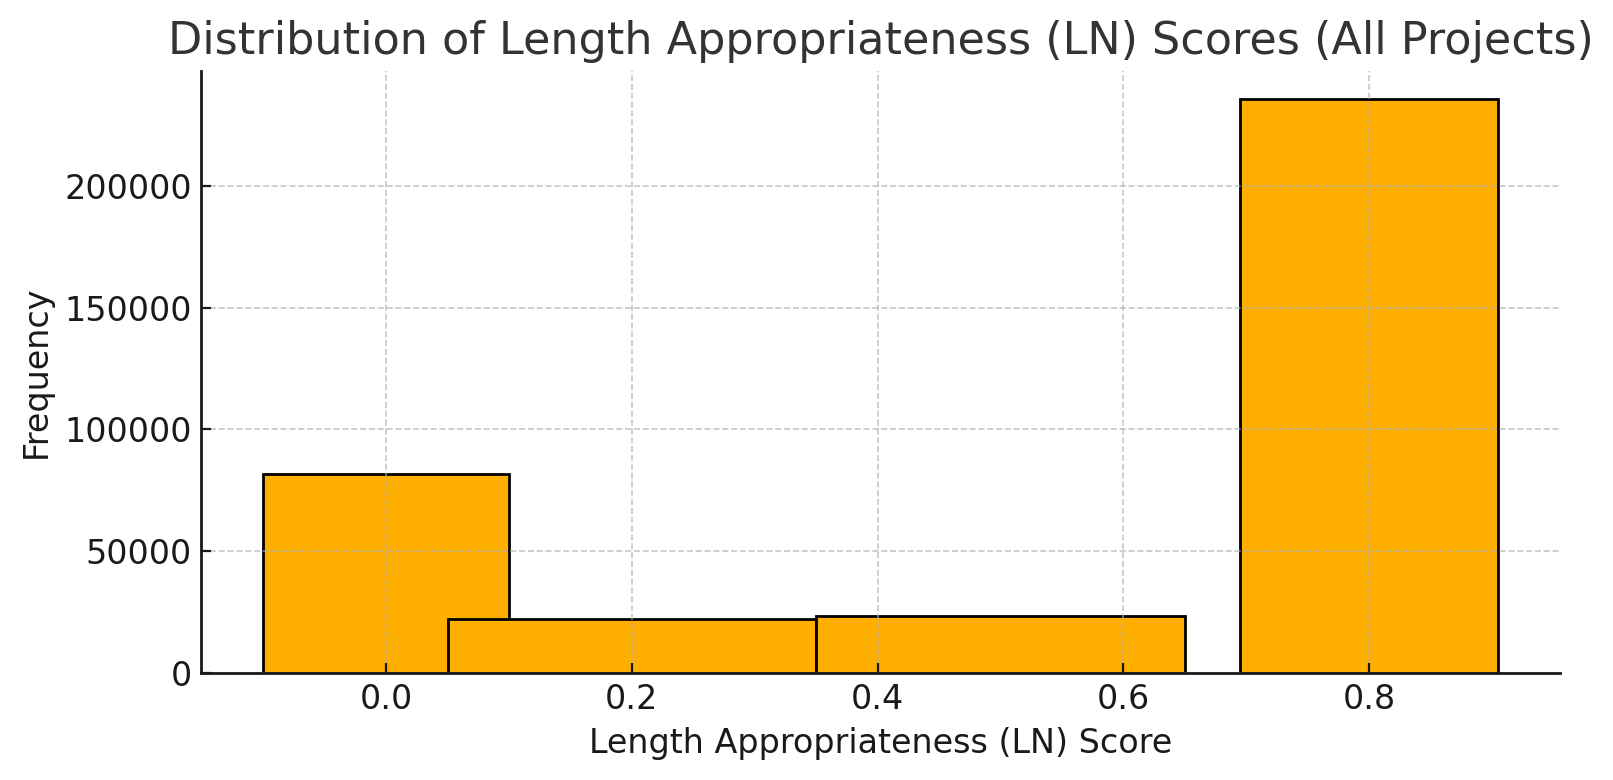 Distribution of Length Appropriateness (LN) Scores (All Projects)
Frequency
200000
150000
100000
50000
0
0.0 0.2 0.4 0.6 0.8
Length Appropriateness (LN) Score